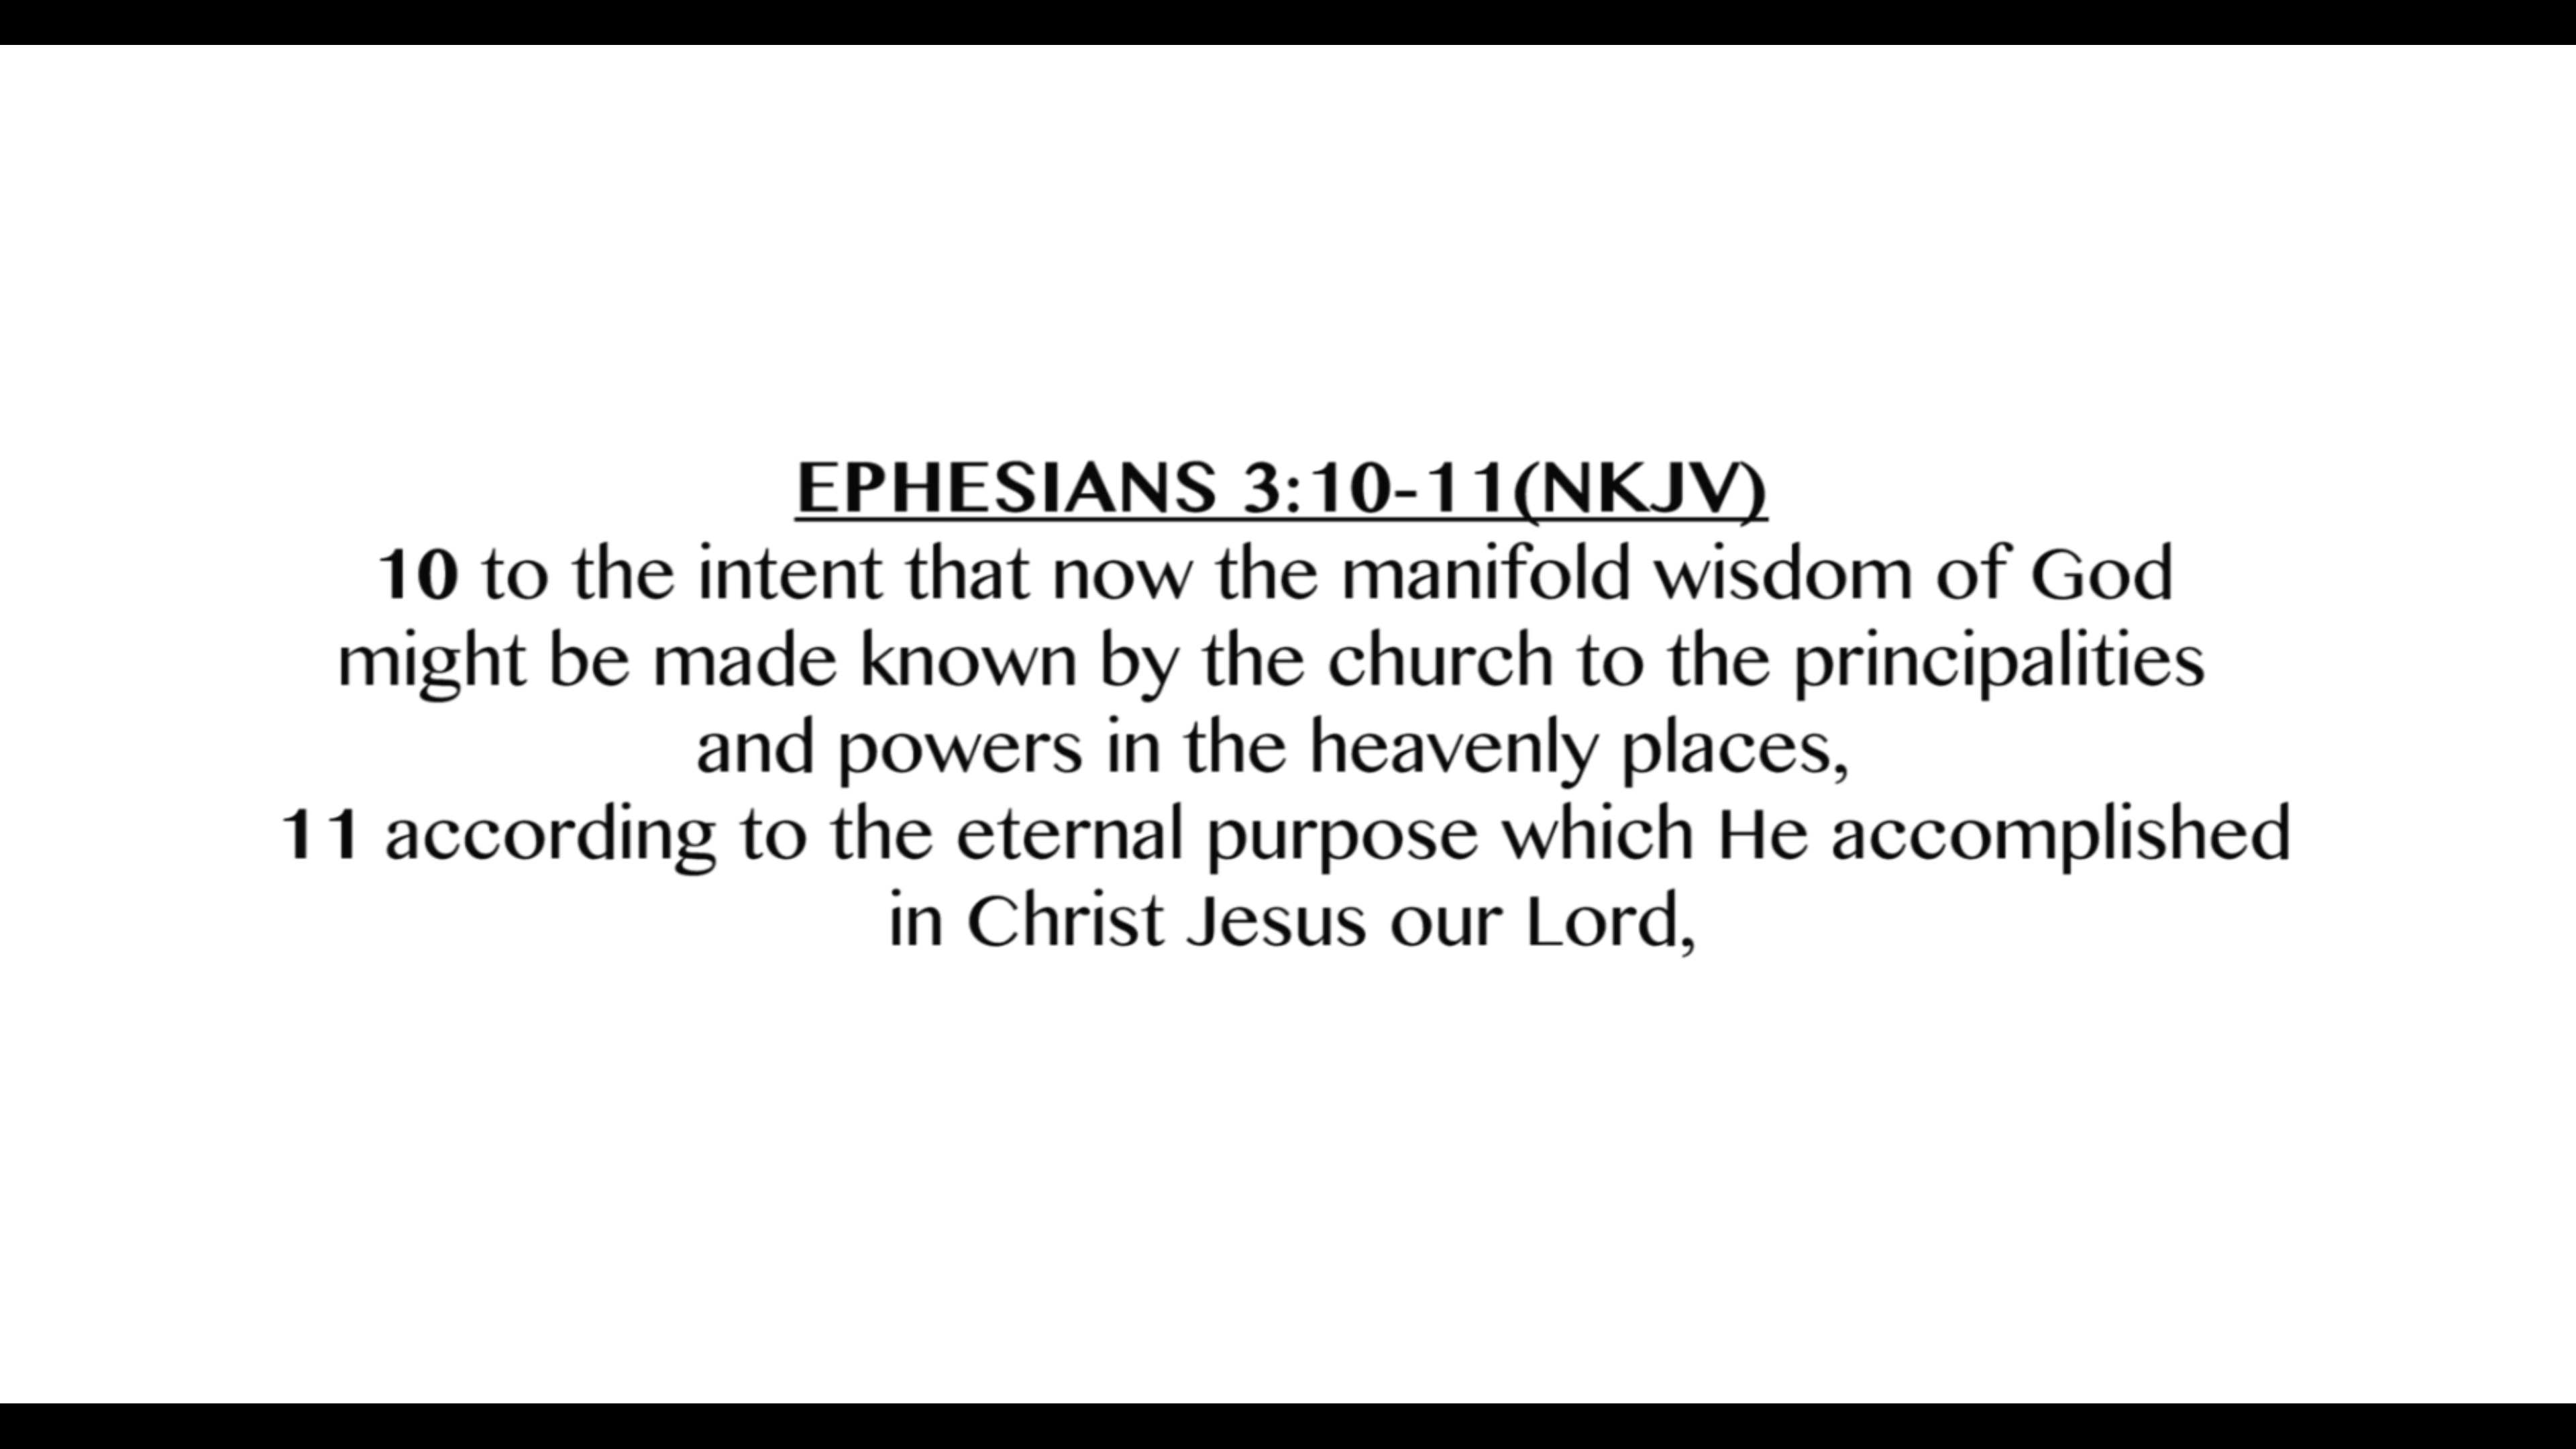 EPHESIANS 3:10-11(NKJV)
10 to the intent that now the manifold wisdom of God
might be made known by the church to the principalities
and powers in the heavenly places,
11 according to the eternal purpose which He accomplished
in Christ Jesus our Lord,